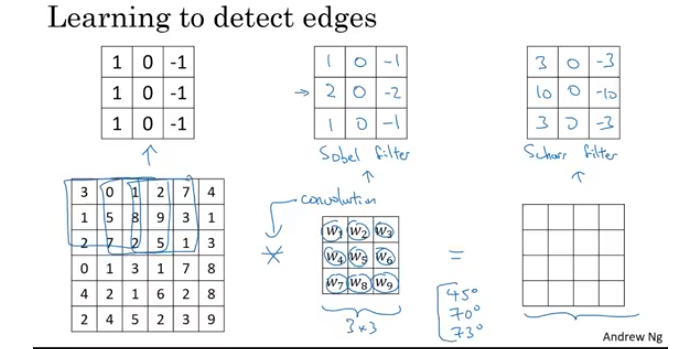 Learning to detect edges
1 0 -1
1 0 -1
1 0 -1
1 0 -1
→ 2 0 -2
1 0 -1
Sobel filter
3 0 -3
10 0 -10
3 0 -3
Scharr filter
3 0 1 2 7 4
1 5 8 9 3 1
2 7 2 5 1 3
0 1 3 1 7 8
4 2 1 6 2 8
2 4 5 2 3 9
convolution
*
w1 w2 w3
w4 w5 w6
w7 w8 w9
3×3
=
45°
70°
73°
Andrew Ng